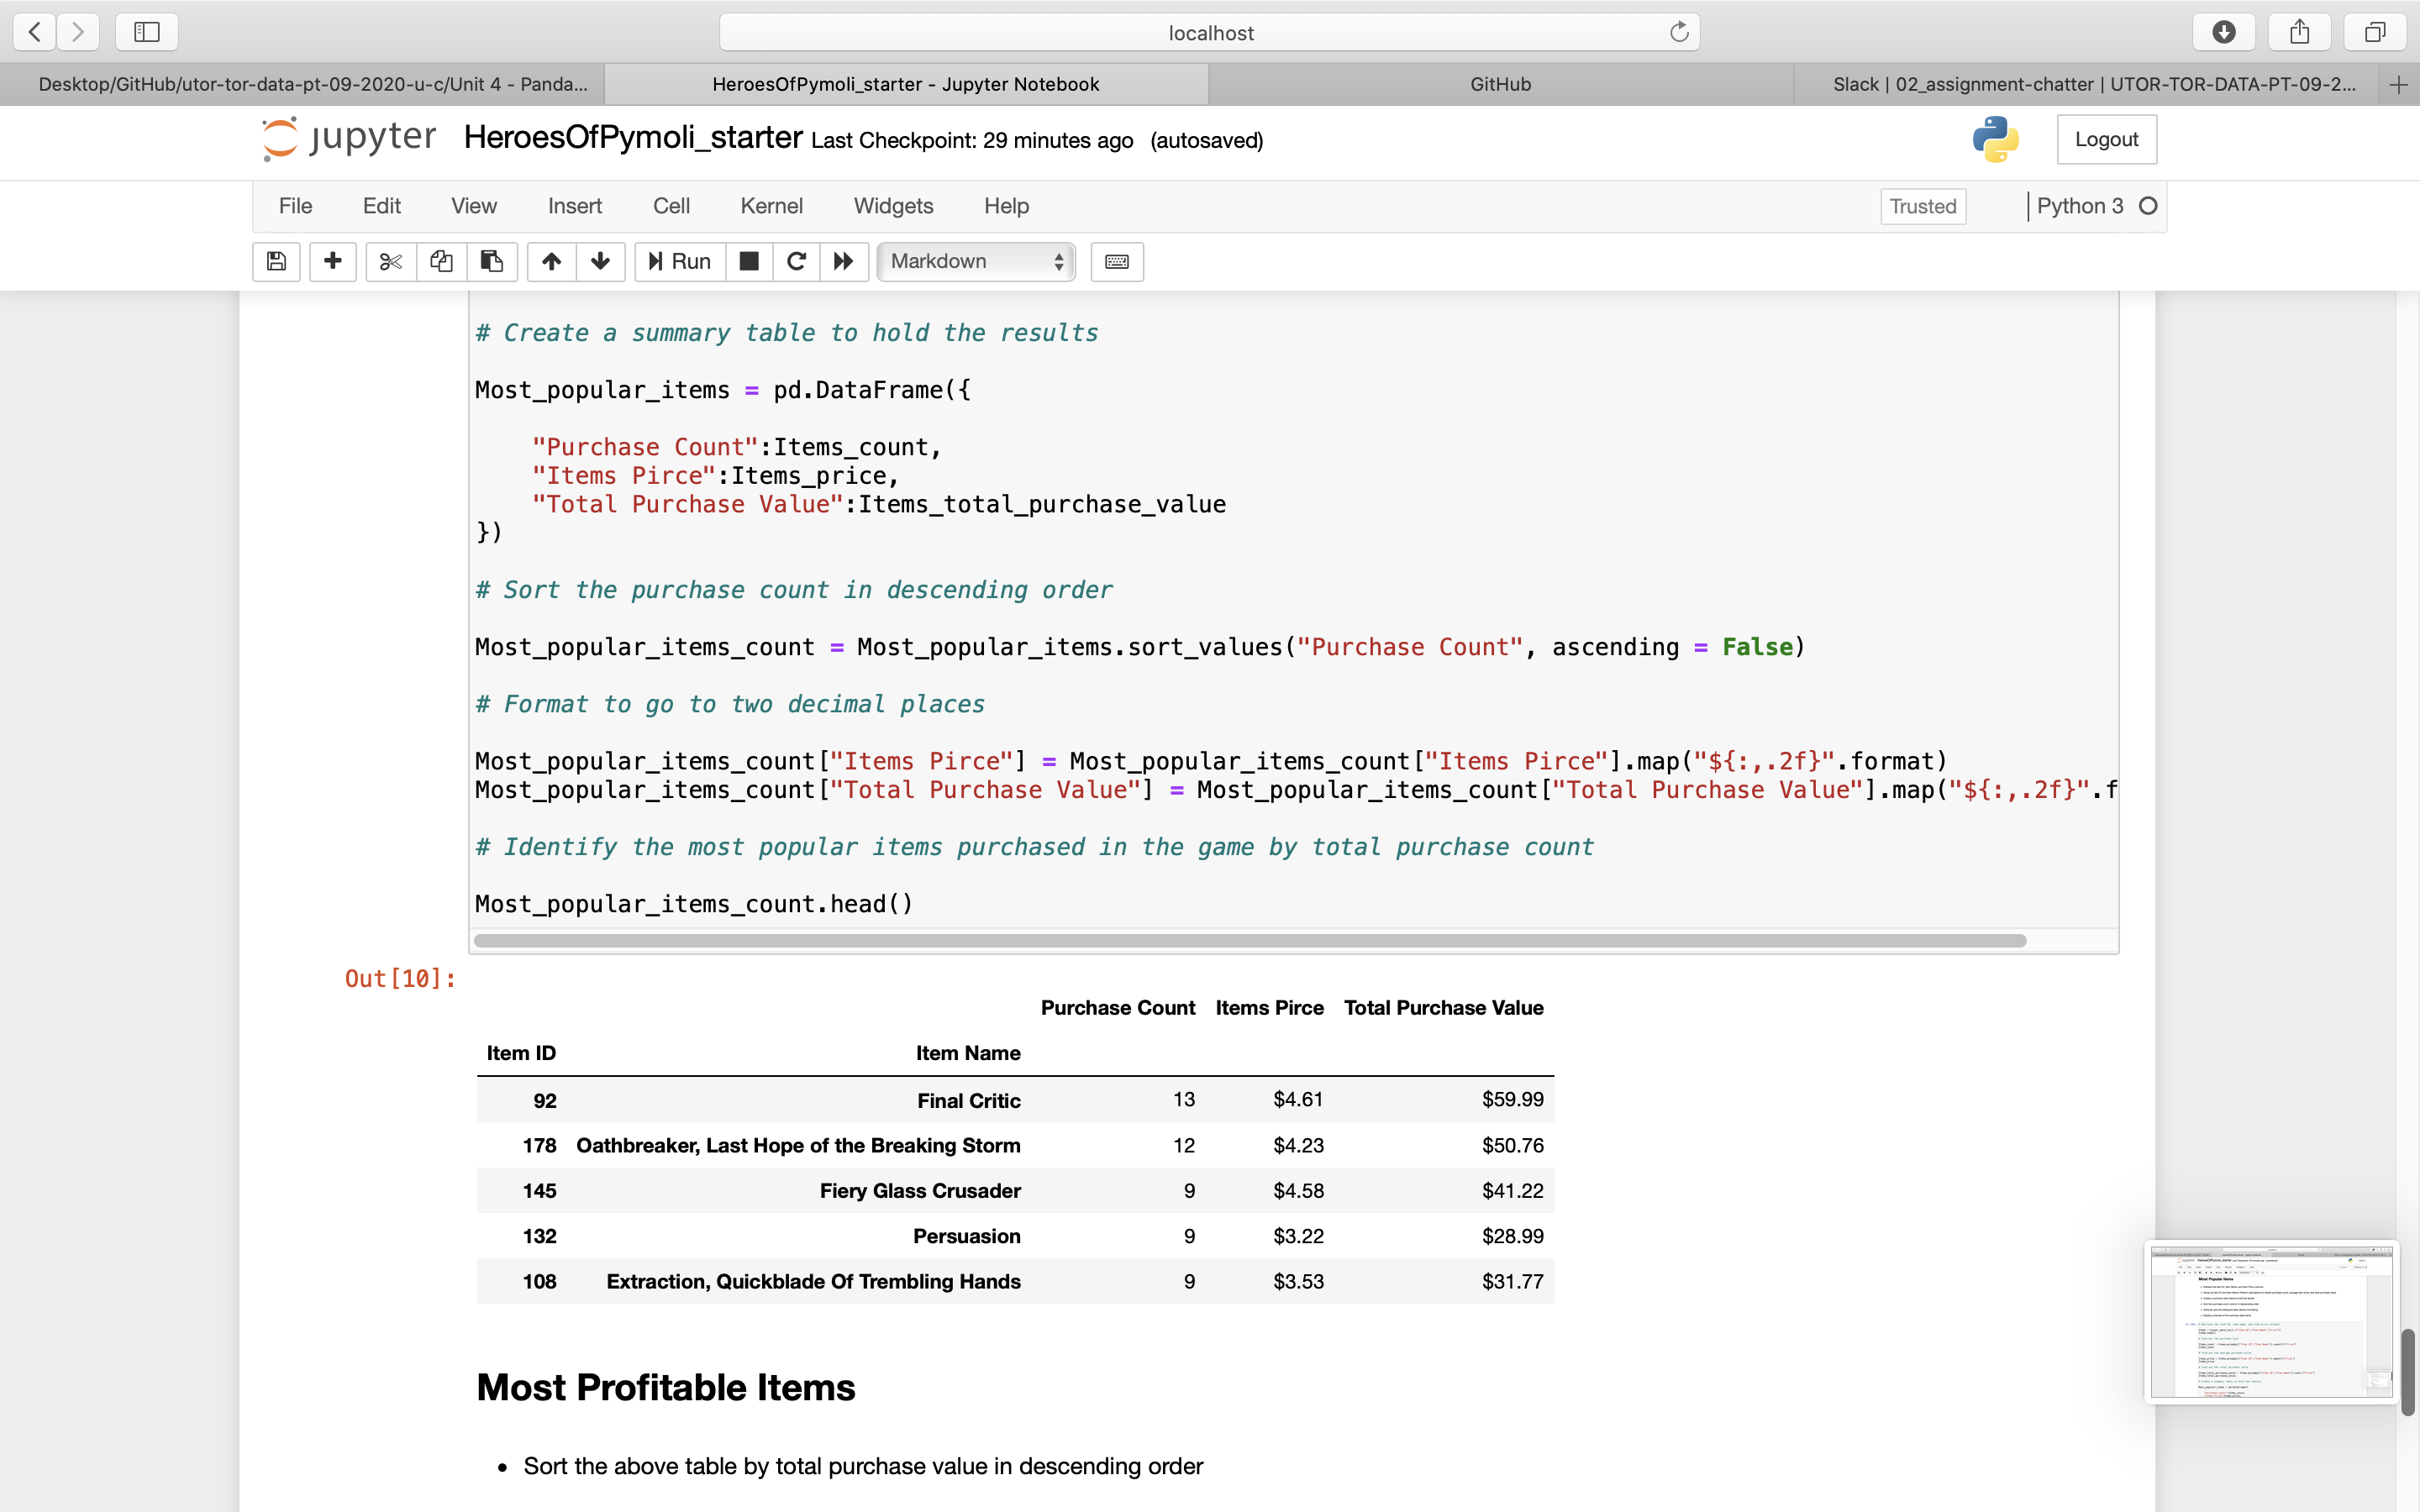 localhost
Desktop/GitHub/utor-tor-data-pt-09-2020-u-c/Unit 4 - Panda...
HeroesOfPymoli_starter - Jupyter Notebook
GitHub
Slack | 02_assignment-chatter | UTOR-TOR-DATA-PT-09-2...
jupyter HeroesOfPymoli_starter Last Checkpoint: 29 minutes ago (autosaved)
Logout
File Edit View Insert Cell Kernel Widgets Help
Trusted
Python 3
Run
Markdown
# Create a summary table to hold the results
Most_popular_items = pd.DataFrame({
"Purchase Count":Items_count,
"Items Pirce":Items_price,
"Total Purchase Value":Items_total_purchase_value
})
# Sort the purchase count in descending order
Most_popular_items_count = Most_popular_items.sort_values("Purchase Count", ascending = False)
# Format to go to two decimal places
Most_popular_items_count["Items Pirce"] = Most_popular_items_count["Items Pirce"].map("${:,.2f}".format)
Most_popular_items_count["Total Purchase Value"] = Most_popular_items_count["Total Purchase Value"].map("${:,.2f}".f
# Identify the most popular items purchased in the game by total purchase count
Most_popular_items_count.head()
Out[10]:
Purchase Count Items Pirce Total Purchase Value
Item ID Item Name
92 Final Critic 13 $4.61 $59.99
178 Oathbreaker, Last Hope of the Breaking Storm 12 $4.23 $50.76
145 Fiery Glass Crusader 9 $4.58 $41.22
132 Persuasion 9 $3.22 $28.99
108 Extraction, Quickblade Of Trembling Hands 9 $3.53 $31.77
Most Profitable Items
• Sort the above table by total purchase value in descending order